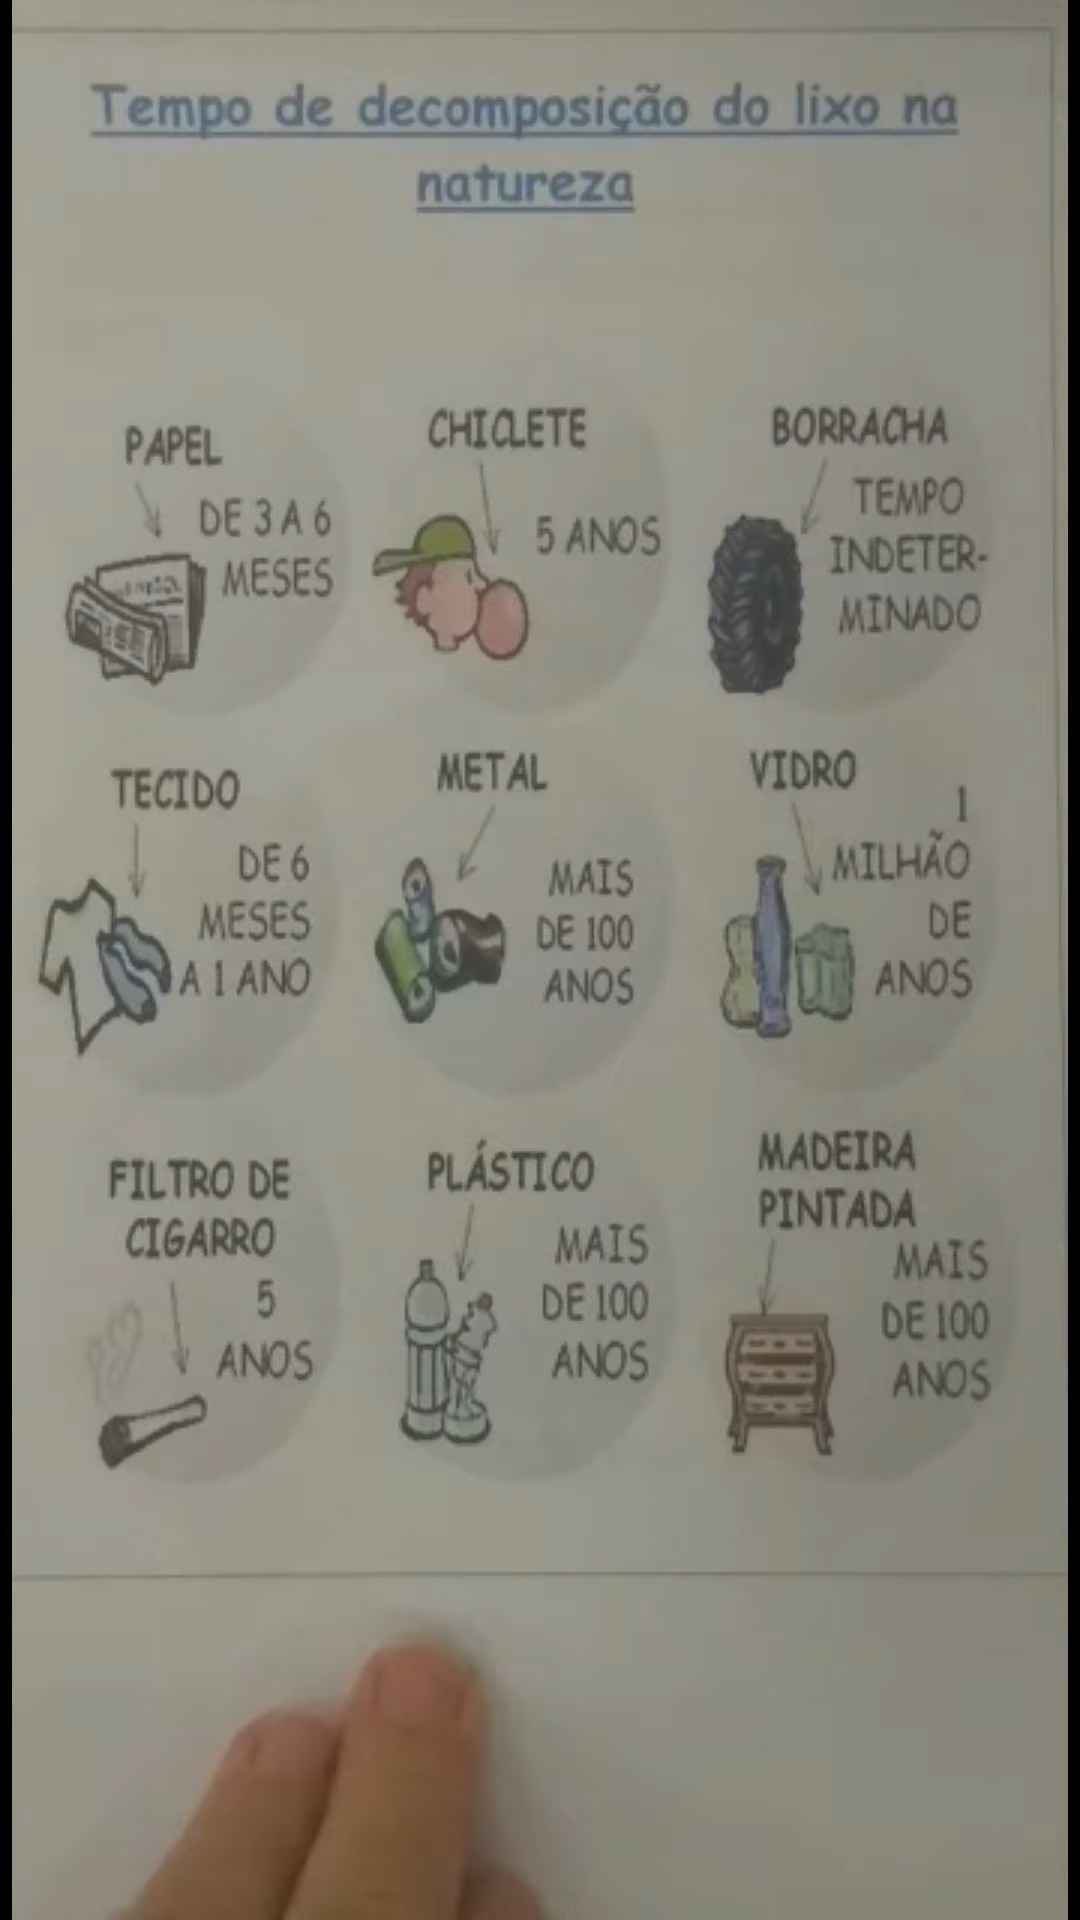 Tempo de decomposição do lixo na
natureza
PAPEL
DE 3 A 6
MESES
CHICLETE
5 ANOS
BORRACHA
TEMPO
INDETER-
MINADO
TECIDO
DE 6
MESES
A 1 ANO
METAL
MAIS
DE 100
ANOS
VIDRO
1
MILHÃO
DE
ANOS
FILTRO DE
CIGARRO
5
ANOS
PLÁSTICO
MAIS
DE 100
ANOS
MADEIRA
PINTADA
MAIS
DE 100
ANOS